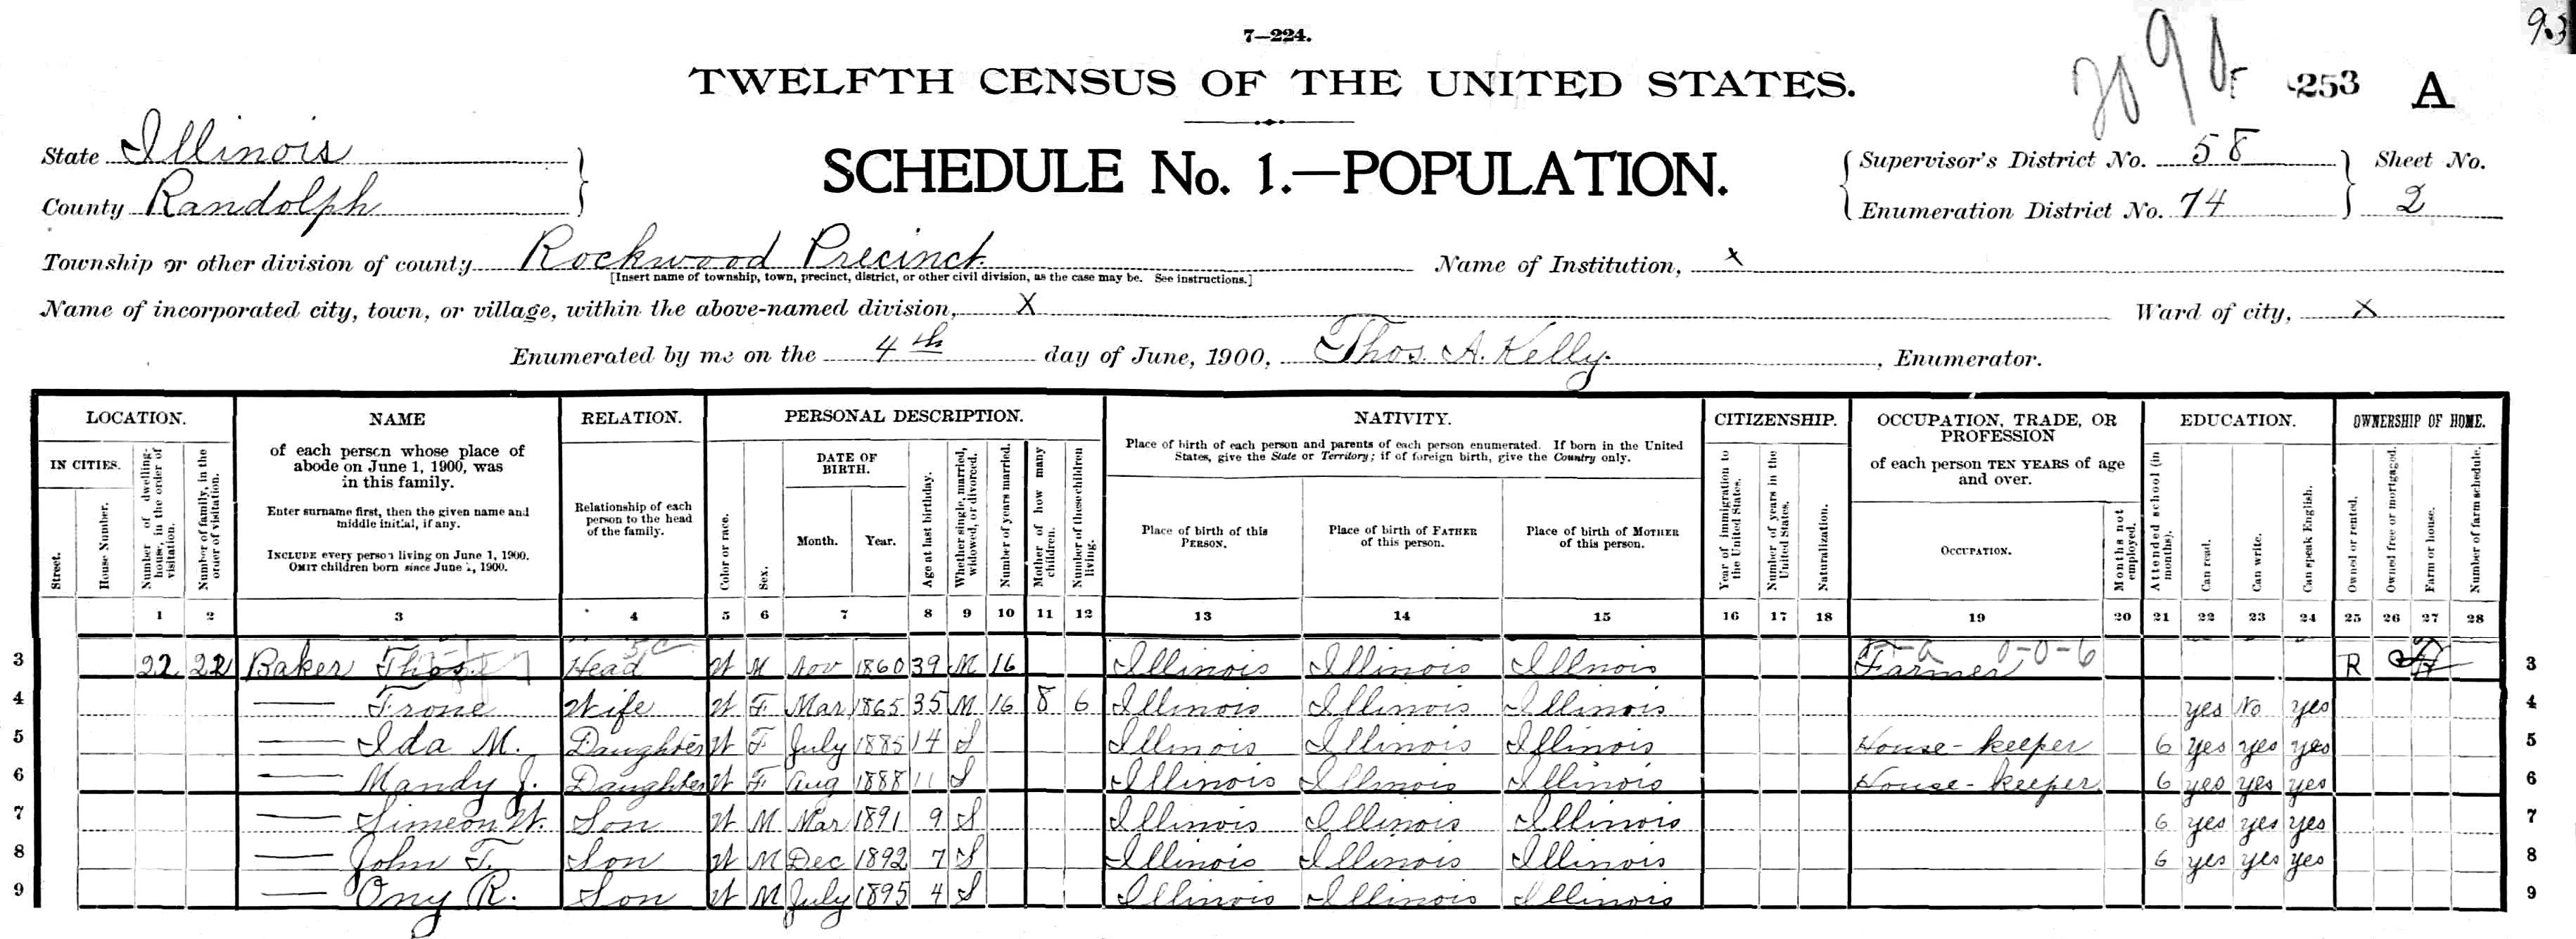 7—224.
93
TWELFTH CENSUS OF THE UNITED STATES.
253 A
State Illinois
SCHEDULE No. 1.—POPULATION.
Supervisor's District No. 58
Sheet No.
County Randolph
Enumeration District No. 74
2
Township or other division of county Rockwood Precinct
Name of Institution, x
[Insert name of township, town, precinct, district, or other civil division, as the case may be. See instructions.]
Name of incorporated city, town, or village, within the above-named division, X
Ward of city, X
Enumerated by me on the 4th day of June, 1900, Thos. A. Kelly. , Enumerator.
LOCATION.
IN CITIES.
Street.
House Number.
Number of dwelling-house, in the order of visitation.
Number of family, in the order of visitation.
NAME
of each person whose place of
abode on June 1, 1900, was
in this family.
Enter surname first, then the given name and
middle initial, if any.
INCLUDE every person living on June 1, 1900.
OMIT children born since June 1, 1900.
RELATION.
Relationship of each
person to the head
of the family.
PERSONAL DESCRIPTION.
Color or race.
Sex.
DATE OF
BIRTH.
Month.
Year.
Age at last birthday.
Whether single, married, widowed, or divorced.
Number of years married.
Mother of how many children.
Number of these children living.
NATIVITY.
Place of birth of each person and parents of each person enumerated. If born in the United
States, give the State or Territory; if of foreign birth, give the Country only.
Place of birth of this
PERSON.
Place of birth of FATHER
of this person.
Place of birth of MOTHER
of this person.
CITIZENSHIP.
Year of immigration to the United States.
Number of years in the United States.
Naturalization.
OCCUPATION, TRADE, OR
PROFESSION
of each person TEN YEARS of age
and over.
OCCUPATION.
Months not employed.
EDUCATION.
Attended school (in months).
Can read.
Can write.
Can speak English.
OWNERSHIP OF HOME.
Owned or rented.
Owned free or mortgaged.
Farm or house.
Number of farm schedule.
1 2 3 4 5 6 7 8 9 10 11 12 13 14 15 16 17 18 19 20 21 22 23 24 25 26 27 28
3 22 22 Baker Thos. Head W M Nov 1860 39 M 16 Illinois Illinois Illnois Farmer 0-0-6 R 3
4 — Frone Wife W F Mar 1865 35 M 16 8 6 Illinois Illinois Illinois yes No yes 4
5 — Ida M. Daughter W F July 1885 14 S Illinois Illinois Illinois House-keeper 6 yes yes yes 5
6 — Mandy J. Daughter W F Aug 1888 11 S Illinois Illinois Illinois House-keeper 6 yes yes yes 6
7 — Simeon W. Son W M Mar 1891 9 S Illinois Illinois Illinois 6 yes yes yes 7
8 — John T. Son W M Dec 1892 7 S Illinois Illinois Illinois 6 yes yes yes 8
9 — Ony R. Son W M July 1895 4 S Illinois Illinois Illinois 9